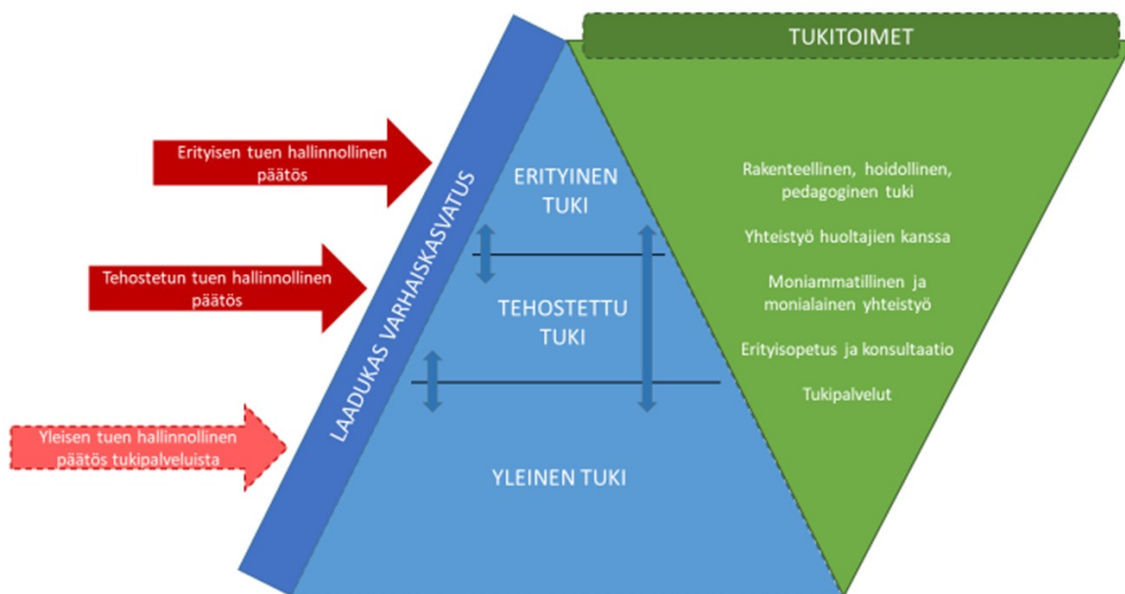 TUKITOIMET
Erityisen tuen hallinnollinen
päätös
Tehostetun tuen hallinnollinen
päätös
Yleisen tuen hallinnollinen
päätös tukipalveluista
LAADUKAS VARHAISKASVATUS
ERITYINEN
TUKI
TEHOSTETTU
TUKI
YLEINEN TUKI
Rakenteellinen, hoidollinen,
pedagoginen tuki
Yhteistyö huoltajien kanssa
Moniammatillinen ja
monialainen yhteistyö
Erityisopetus ja konsultaatio
Tukipalvelut